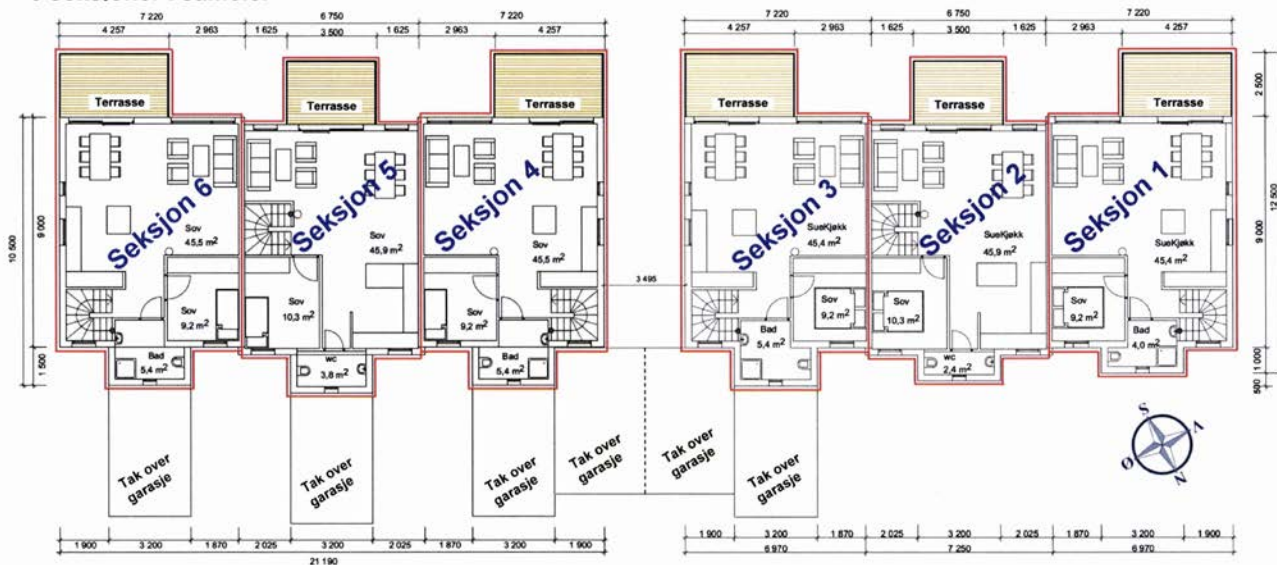 7 220
6 750
7 220
7 220
6 750
7 220
4 257
2 963
1 625
3 500
1 625
2 963
4 257
4 257
2 963
1 625
3 500
1 625
2 963
4 257
Terrasse
Terrasse
Terrasse
Terrasse
Terrasse
Terrasse
2 500
10 500
9 000
1 500
12 500
9 000
1 000
500
Seksjon 6
Sov
45,5 m²
Sov
9,2 m²
Bad
5,4 m²
Seksjon 5
Sov
45,9 m²
Sov
10,3 m²
wc
3,8 m²
Seksjon 4
Sov
45,5 m²
Sov
9,2 m²
Bad
5,4 m²
3 495
Seksjon 3
SueKjøkk
45,4 m²
Sov
9,2 m²
Bad
5,4 m²
Seksjon 2
SueKjøkk
45,9 m²
Sov
10,3 m²
wc
2,4 m²
Seksjon 1
SueKjøkk
45,4 m²
Sov
9,2 m²
Bad
4,0 m²
Tak over
garasje
Tak over
garasje
Tak over
garasje
Tak over
garasje
Tak over
garasje
Tak over
garasje
S
V
Ø
N
1 900
3 200
1 870
2 025
3 200
2 025
1 870
3 200
1 900
1 900
3 200
1 870
2 025
3 200
2 025
1 870
3 200
1 900
21 190
6 970
7 250
6 970